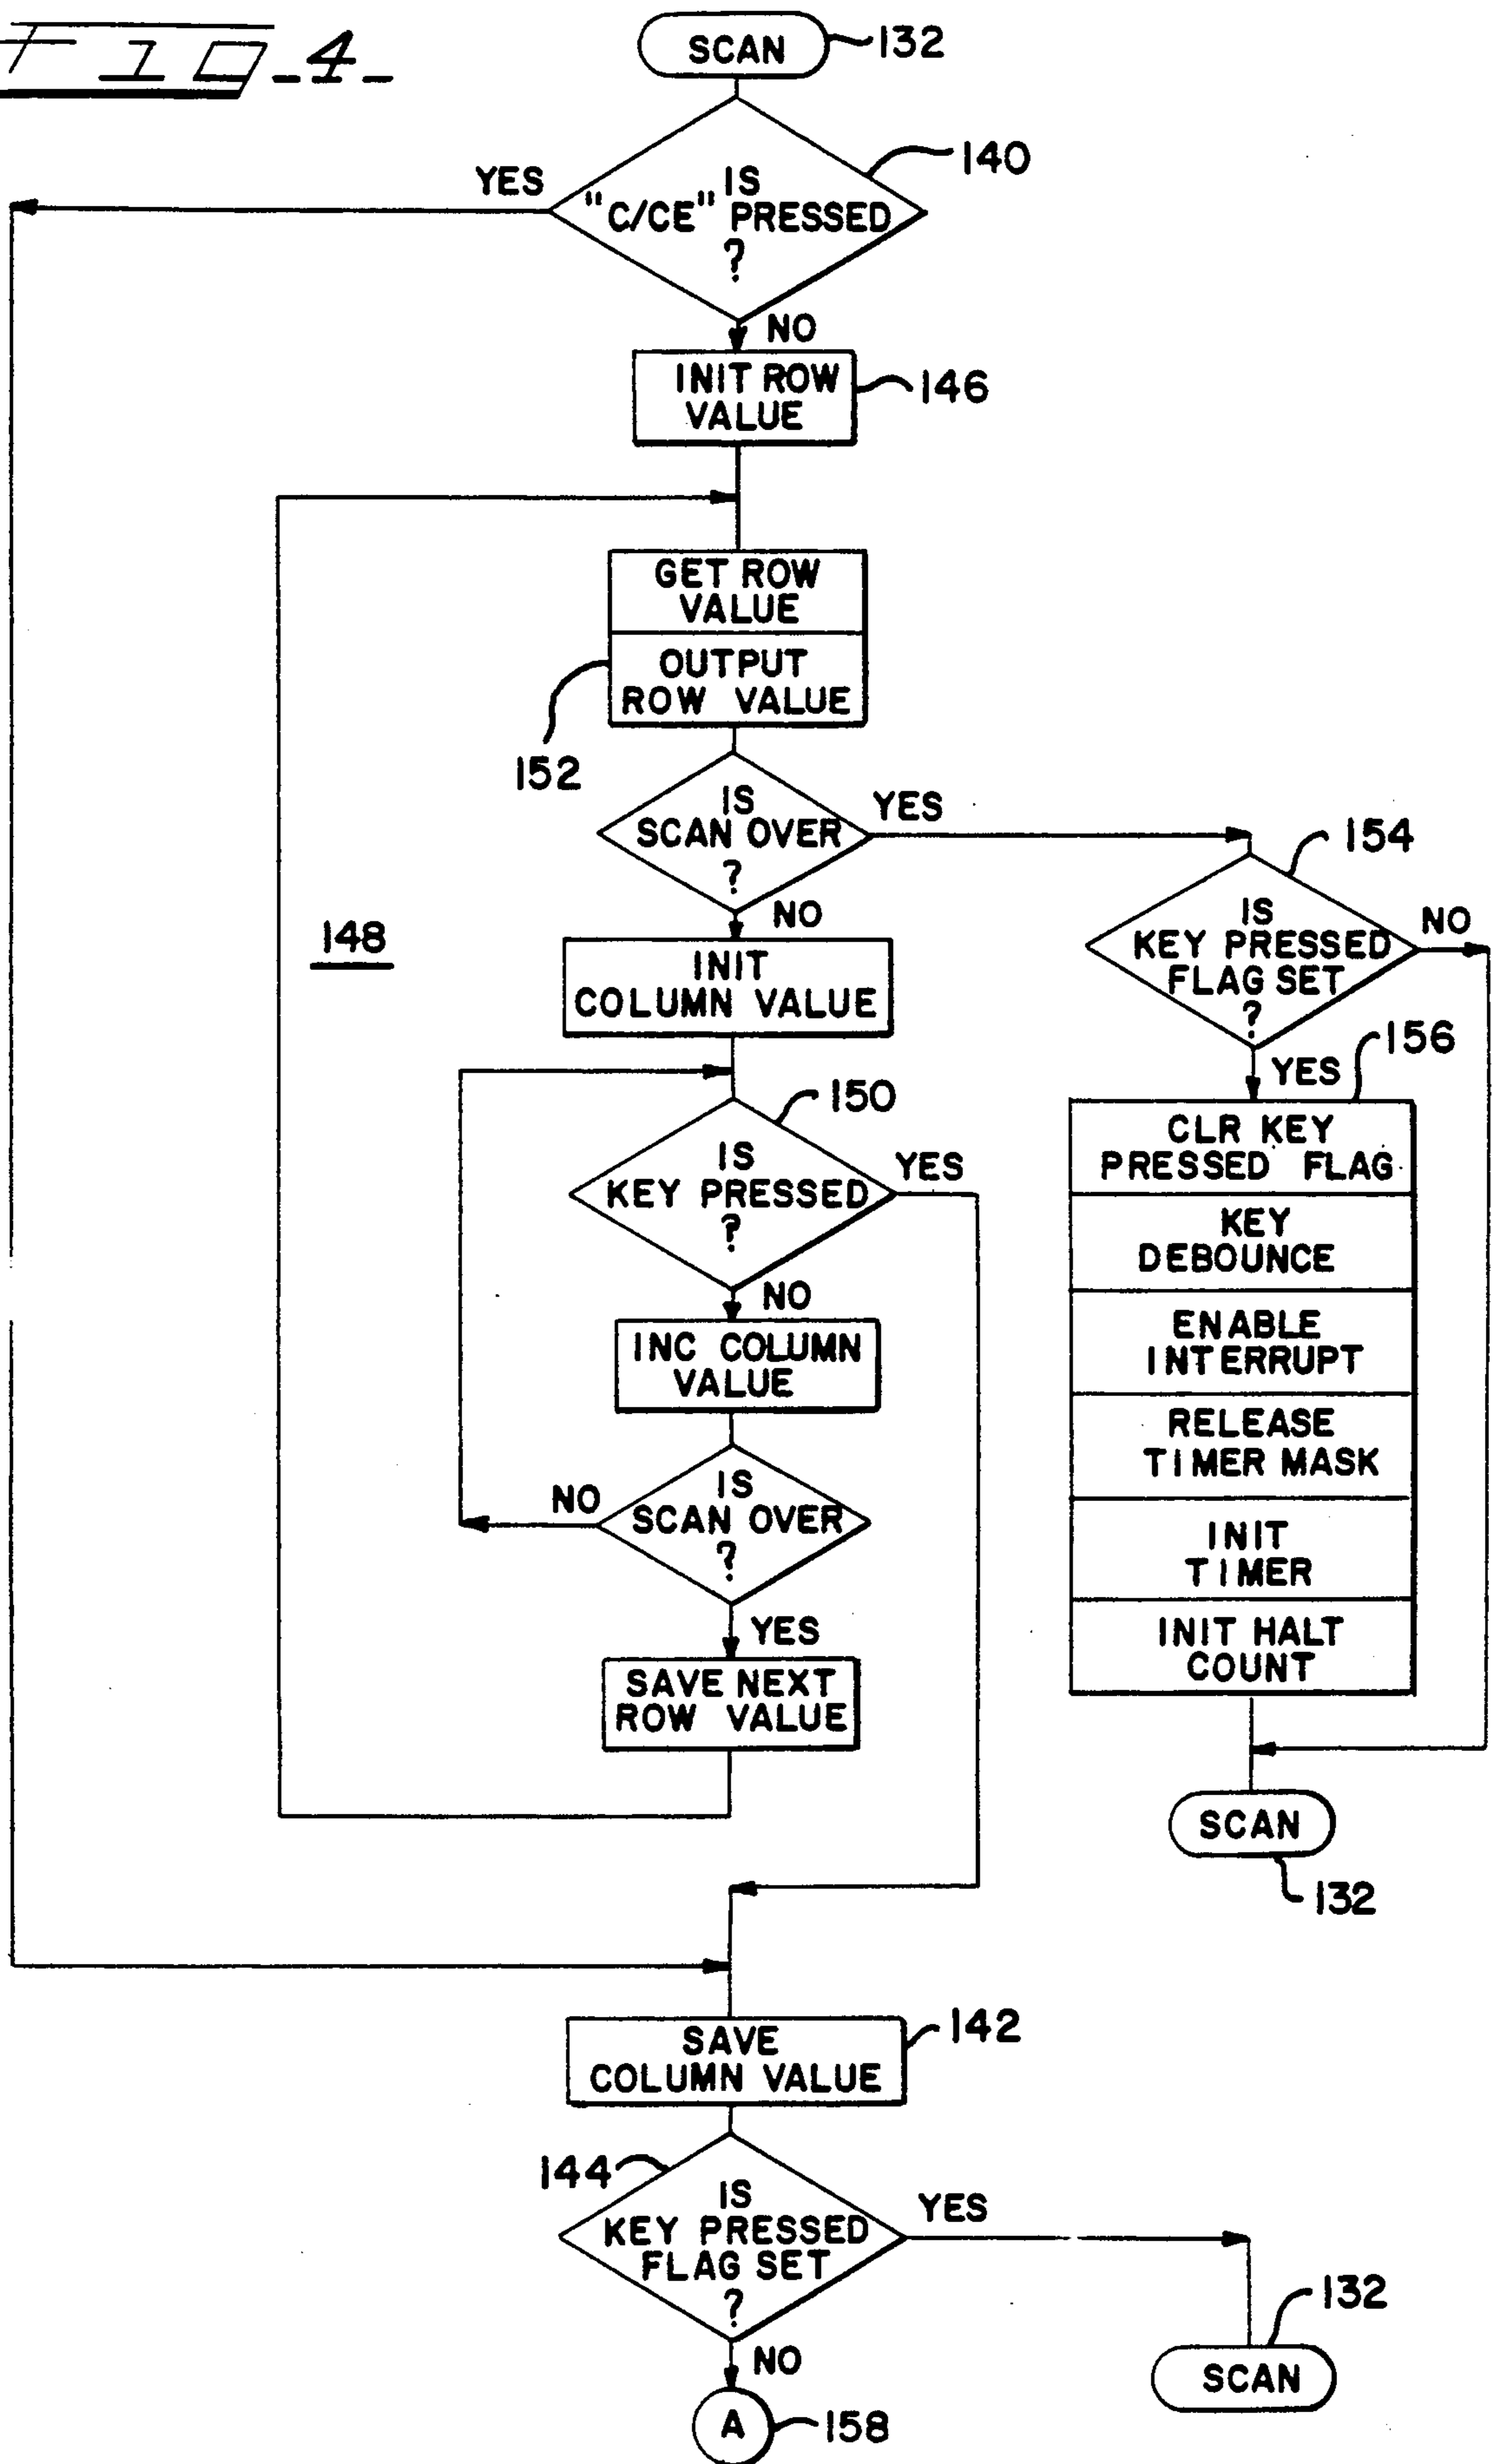 FIG-4-
SCAN
132
IS
"C/CE" PRESSED
?
140
YES
NO
INIT ROW
VALUE
146
GET ROW
VALUE
OUTPUT
ROW VALUE
152
IS
SCAN OVER
?
YES
NO
154
IS
KEY PRESSED
FLAG SET
?
NO
YES
148
INIT
COLUMN VALUE
156
CLR KEY
PRESSED FLAG
KEY
DEBOUNCE
ENABLE
INTERRUPT
RELEASE
TIMER MASK
INIT
TIMER
INIT HALT
COUNT
SCAN
132
150
IS
KEY PRESSED
?
YES
NO
INC COLUMN
VALUE
IS
SCAN OVER
?
NO
YES
SAVE NEXT
ROW VALUE
SAVE
COLUMN VALUE
142
144
IS
KEY PRESSED
FLAG SET
?
YES
NO
132
SCAN
A
158